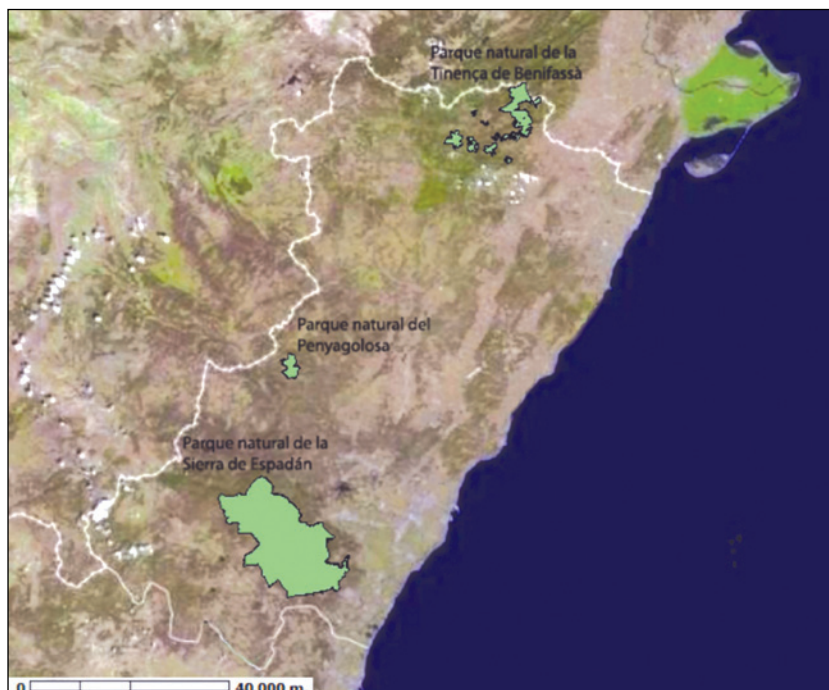 Parque natural de la
Tinença de Benifassà
Parque natural del
Penyagolosa
Parque natural de la
Sierra de Espadán
0 40.000 m